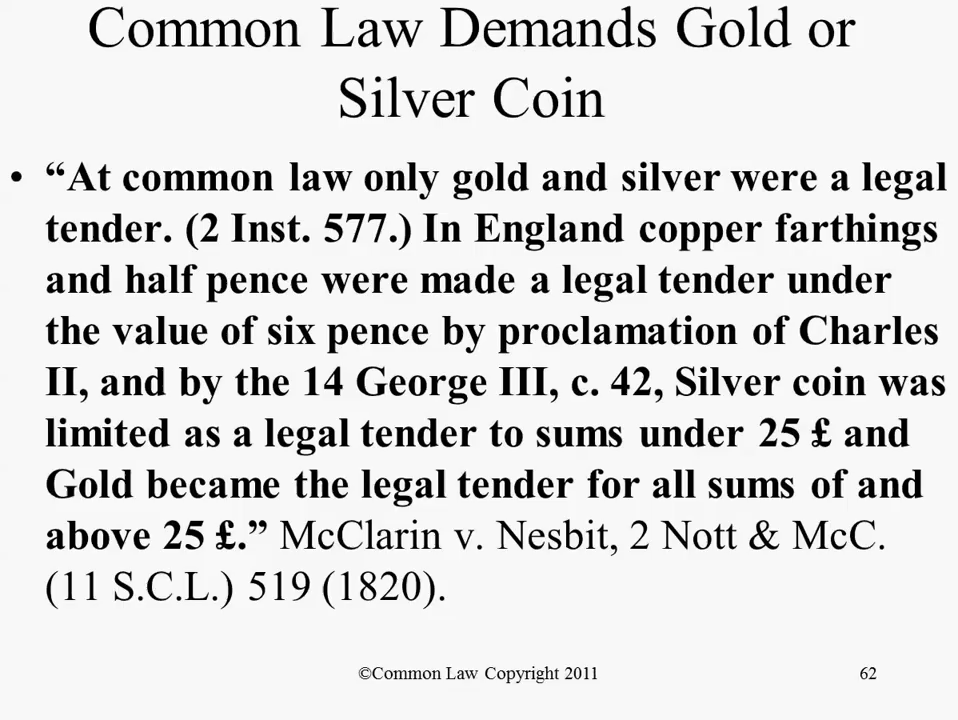 Common Law Demands Gold or
Silver Coin
• “At common law only gold and silver were a legal
tender. (2 Inst. 577.) In England copper farthings
and half pence were made a legal tender under
the value of six pence by proclamation of Charles
II, and by the 14 George III, c. 42, Silver coin was
limited as a legal tender to sums under 25 £ and
Gold became the legal tender for all sums of and
above 25 £.” McClarin v. Nesbit, 2 Nott & McC.
(11 S.C.L.) 519 (1820).
©Common Law Copyright 2011 62